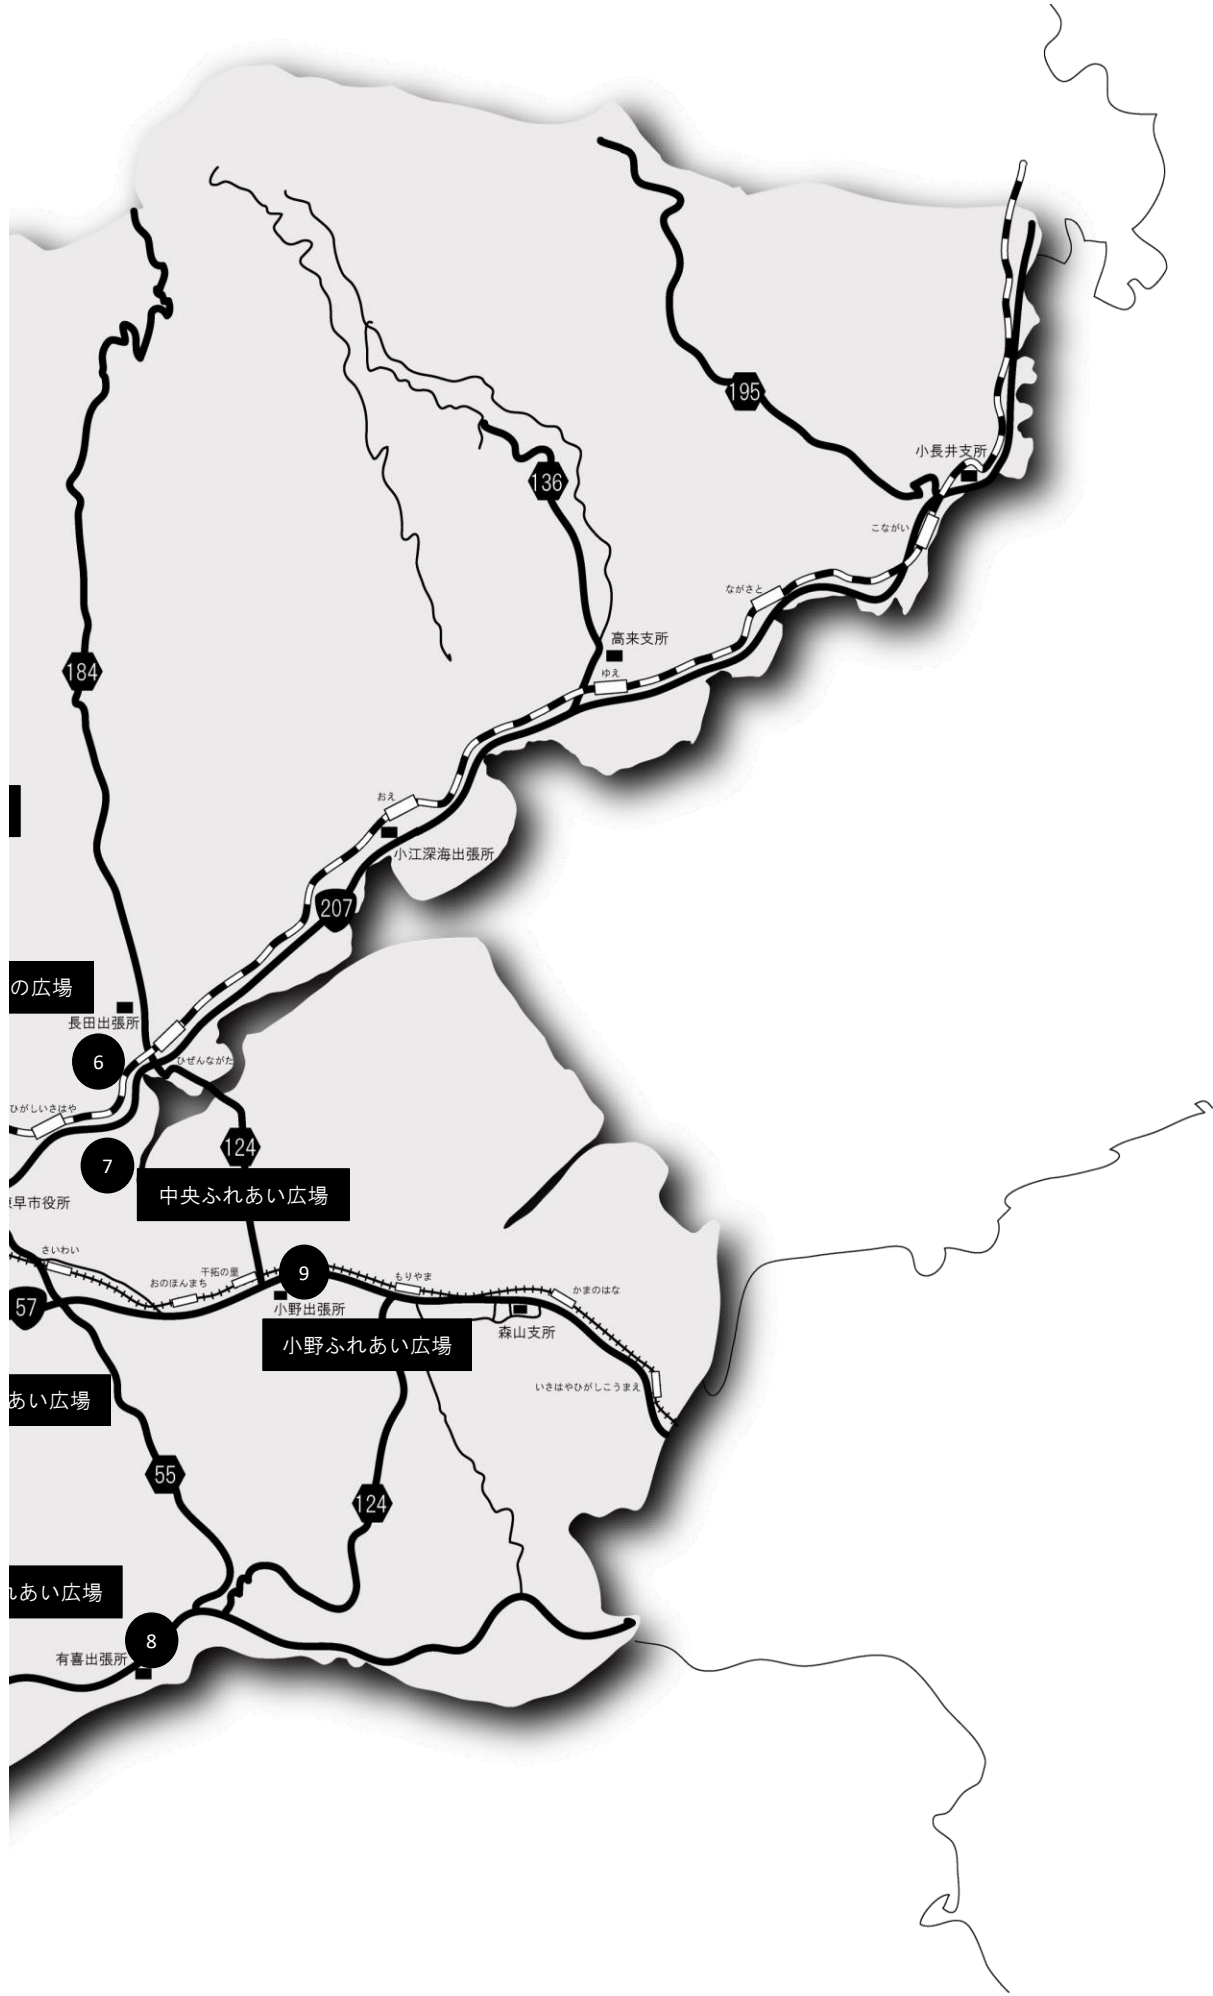 195
小長井支所
136
こながい
ながさと
高来支所
184
ゆえ
おえ
小江深海出張所
207
の広場
長田出張所
6
ひぜんながた
ひがしいさはや
124
7
中央ふれあい広場
早市役所
さいわい
干拓の里
9
もりやま
おのほんまち
かまのはな
57
小野出張所
森山支所
小野ふれあい広場
いさはやひがしこうまえ
あい広場
55
124
れあい広場
8
有喜出張所